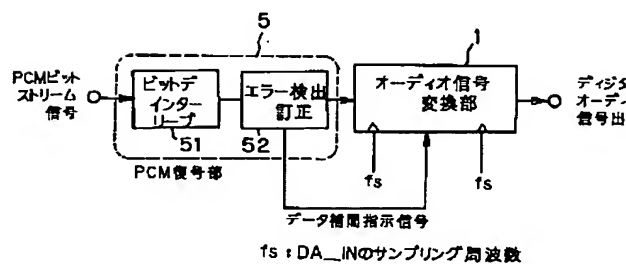 5
1
PCMビット
ストリーム
信号
ビットデ
インター
リーブ
51
エラー検出
訂正
52
オーディオ信号
変換部
ディジタ
オーディ
信号出
PCM復号部
fs
fs
データ補間指示信号
fs:DA__INのサンプリング周波数